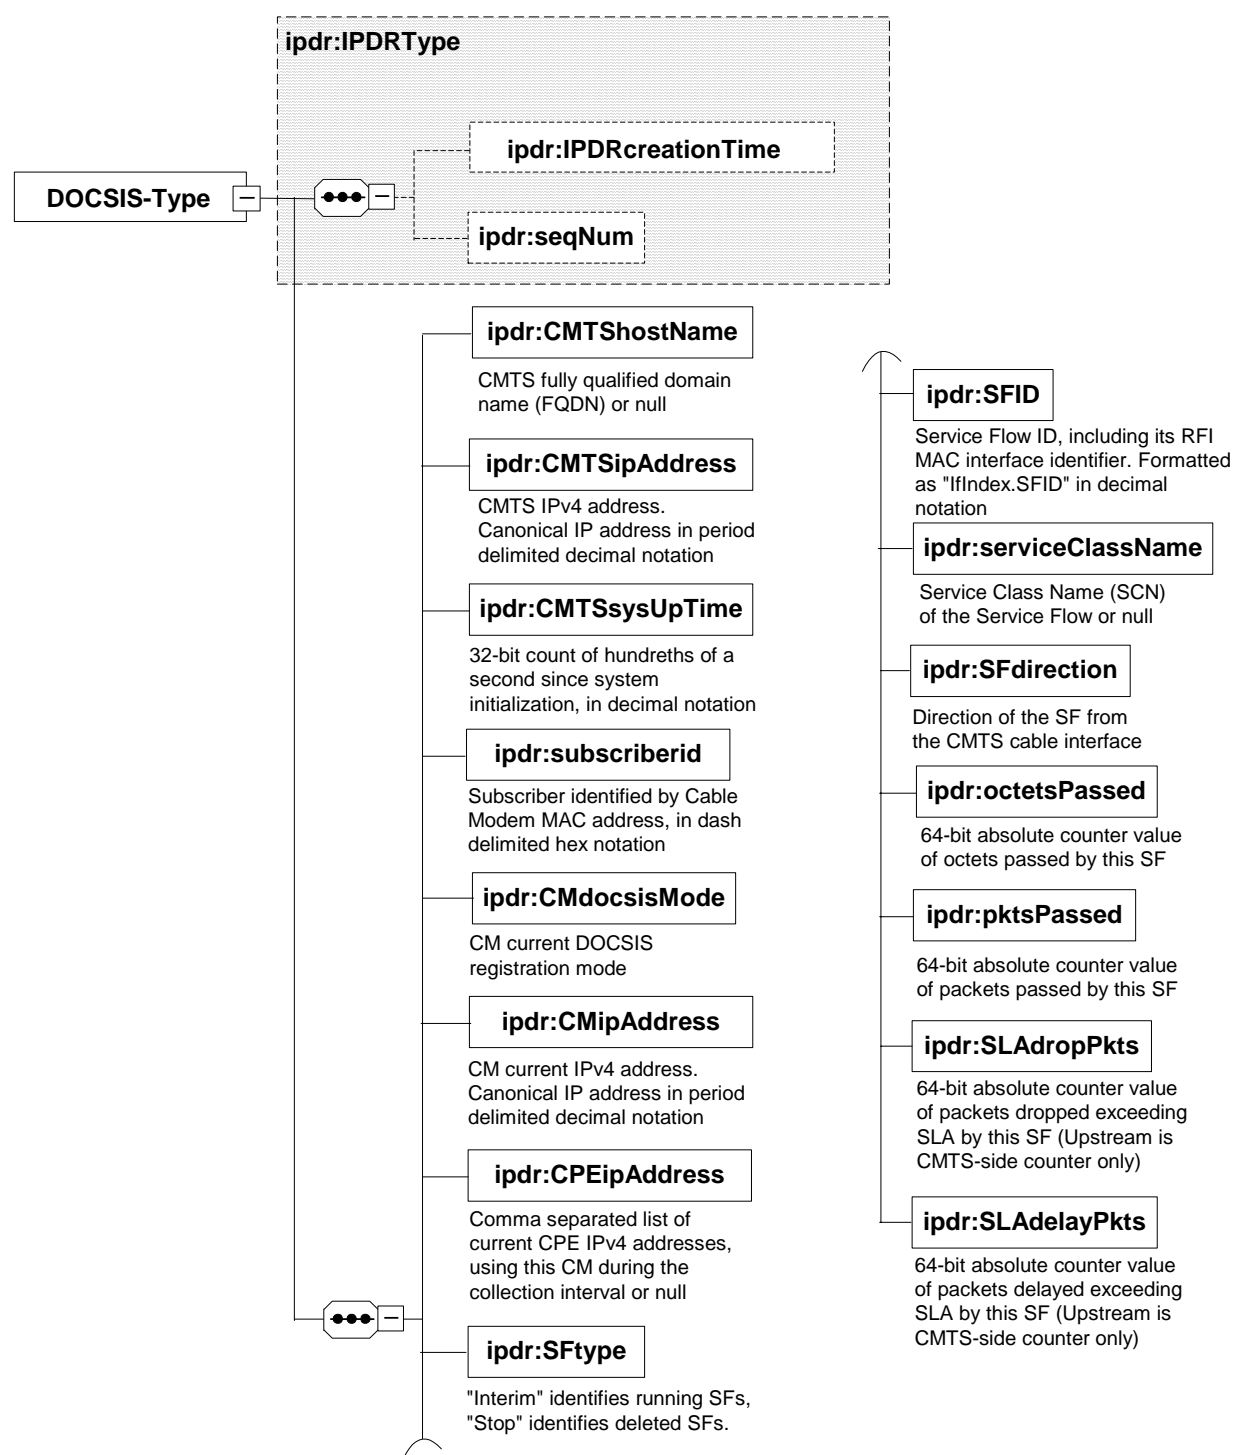 ipdr:IPDRType
ipdr:IPDRcreationTime
DOCSIS-Type
ipdr:seqNum
ipdr:CMTShostName
CMTS fully qualified domain
name (FQDN) or null
ipdr:CMTSipAddress
CMTS IPv4 address.
Canonical IP address in period
delimited decimal notation
ipdr:CMTSsysUpTime
32-bit count of hundreths of a
second since system
initialization, in decimal notation
ipdr:subscriberid
Subscriber identified by Cable
Modem MAC address, in dash
delimited hex notation
ipdr:CMdocsisMode
CM current DOCSIS
registration mode
ipdr:CMipAddress
CM current IPv4 address.
Canonical IP address in period
delimited decimal notation
ipdr:CPEipAddress
Comma separated list of
current CPE IPv4 addresses,
using this CM during the
collection interval or null
ipdr:SFtype
"Interim" identifies running SFs,
"Stop" identifies deleted SFs.
ipdr:SFID
Service Flow ID, including its RFI
MAC interface identifier. Formatted
as "IfIndex.SFID" in decimal
notation
ipdr:serviceClassName
Service Class Name (SCN)
of the Service Flow or null
ipdr:SFdirection
Direction of the SF from
the CMTS cable interface
ipdr:octetsPassed
64-bit absolute counter value
of octets passed by this SF
ipdr:pktsPassed
64-bit absolute counter value
of packets passed by this SF
ipdr:SLAdropPkts
64-bit absolute counter value
of packets dropped exceeding
SLA by this SF (Upstream is
CMTS-side counter only)
ipdr:SLAdelayPkts
64-bit absolute counter value
of packets delayed exceeding
SLA by this SF (Upstream is
CMTS-side counter only)